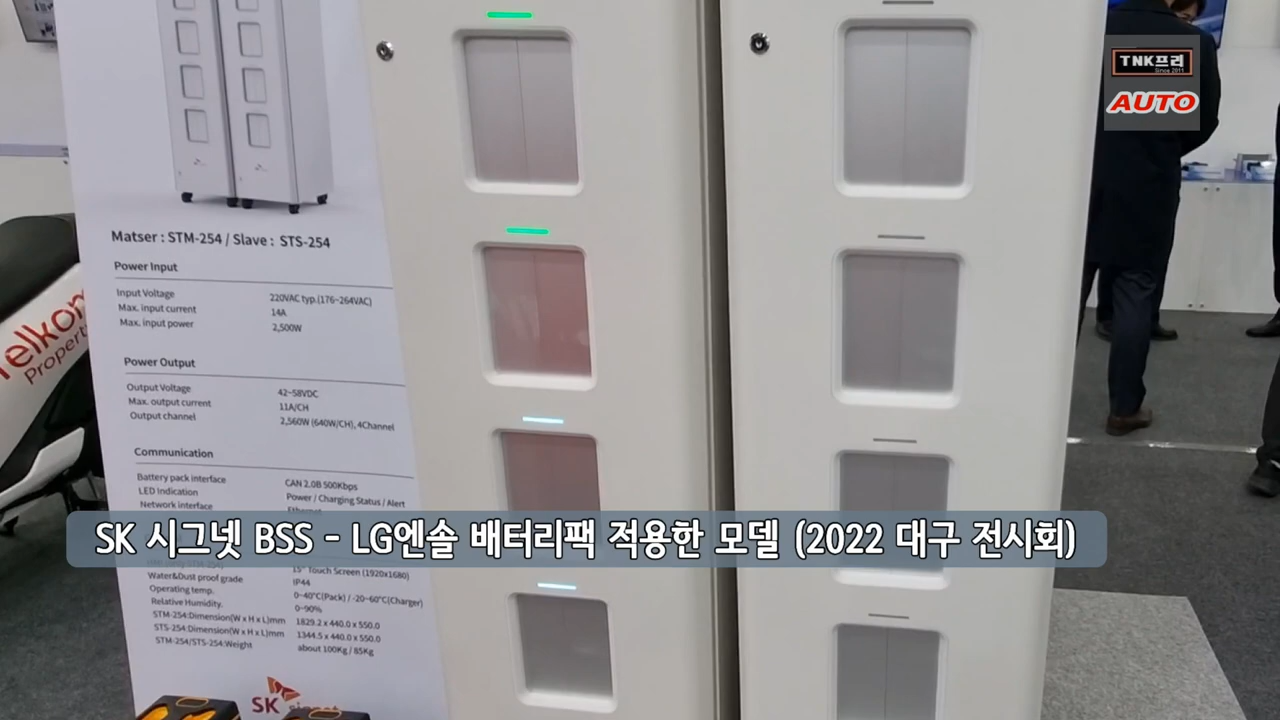 TNK프리
Since 2011
AUTO
Matser : STM-254 / Slave : STS-254
Power Input
Input Voltage 220VAC typ.(176~264VAC)
Max. input current 14A
Max. input power 2,500W
Power Output
Output Voltage 42~58VDC
Max. output current 11A/CH
Output channel 2,560W (640W/CH), 4Channel
Communication
Battery pack interface CAN 2.0B 500Kbps
LED Indication Power / Charging Status / Alert
Network interface
SK 시그넷 BSS - LG엔솔 배터리팩 적용한 모델 (2022 대구 전시회)
15" Touch Screen (1920x1680)
Water&Dust proof grade IP44
Operating temp. 0~40°C(Pack) / -20~60°C(Charger)
Relative Humidity. 0~90%
STM-254:Dimension(W x H x L)mm 1829.2 x 440.0 x 550.0
STS-254:Dimension(W x H x L)mm 1344.5 x 440.0 x 550.0
STM-254/STS-254:Weight about 100Kg / 85Kg
SK